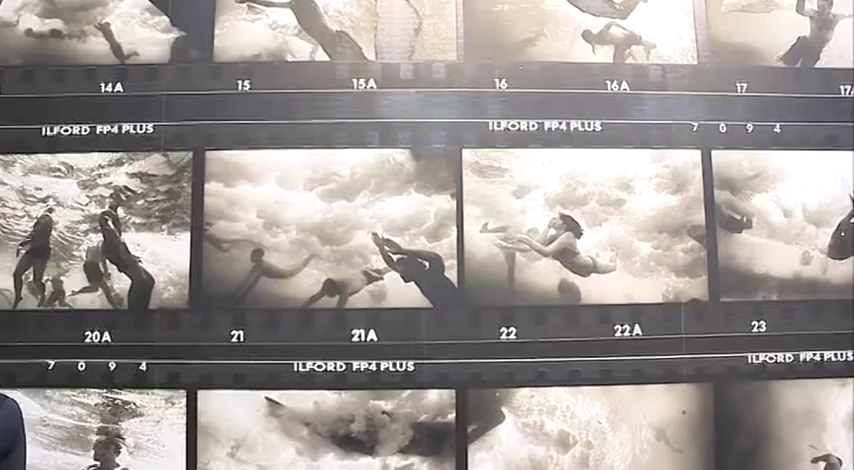 14A 15 15A 16 16A 17 17
ILFORD FP4 PLUS ILFORD FP4 PLUS 7 0 9 4
20A 21 21A 22 22A 23
7 0 9 4 ILFORD FP4 PLUS ILFORD FP4 PLUS